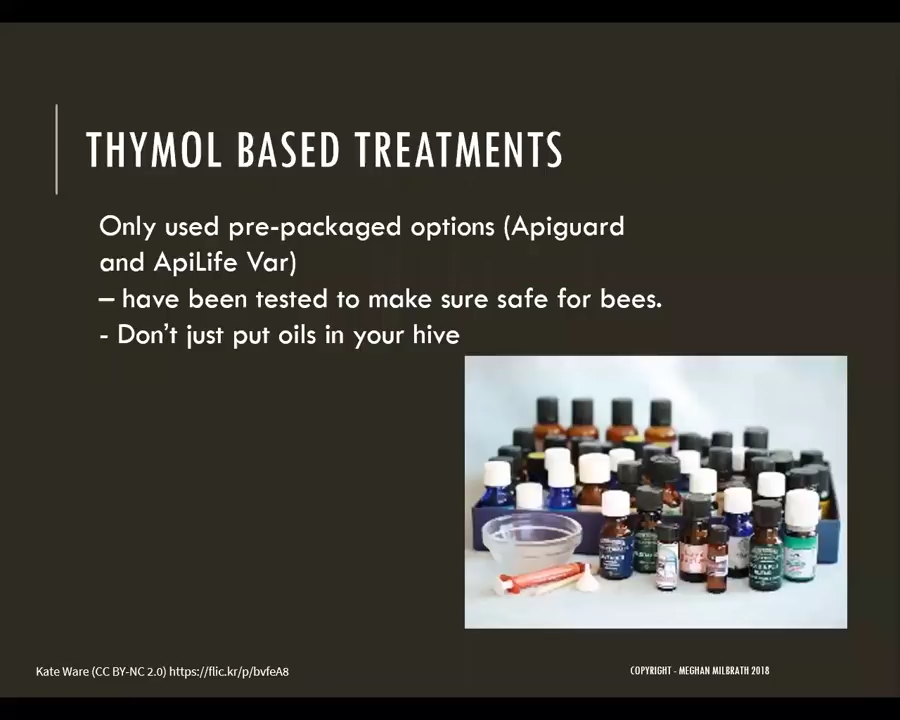 THYMOL BASED TREATMENTS
Only used pre-packaged options (Apiguard
and ApiLife Var)
– have been tested to make sure safe for bees.
- Don't just put oils in your hive
Kate Ware (CC BY-NC 2.0) https://flic.kr/p/bvfeA8
COPYRIGHT - MEGHAN MILBRATH 2018